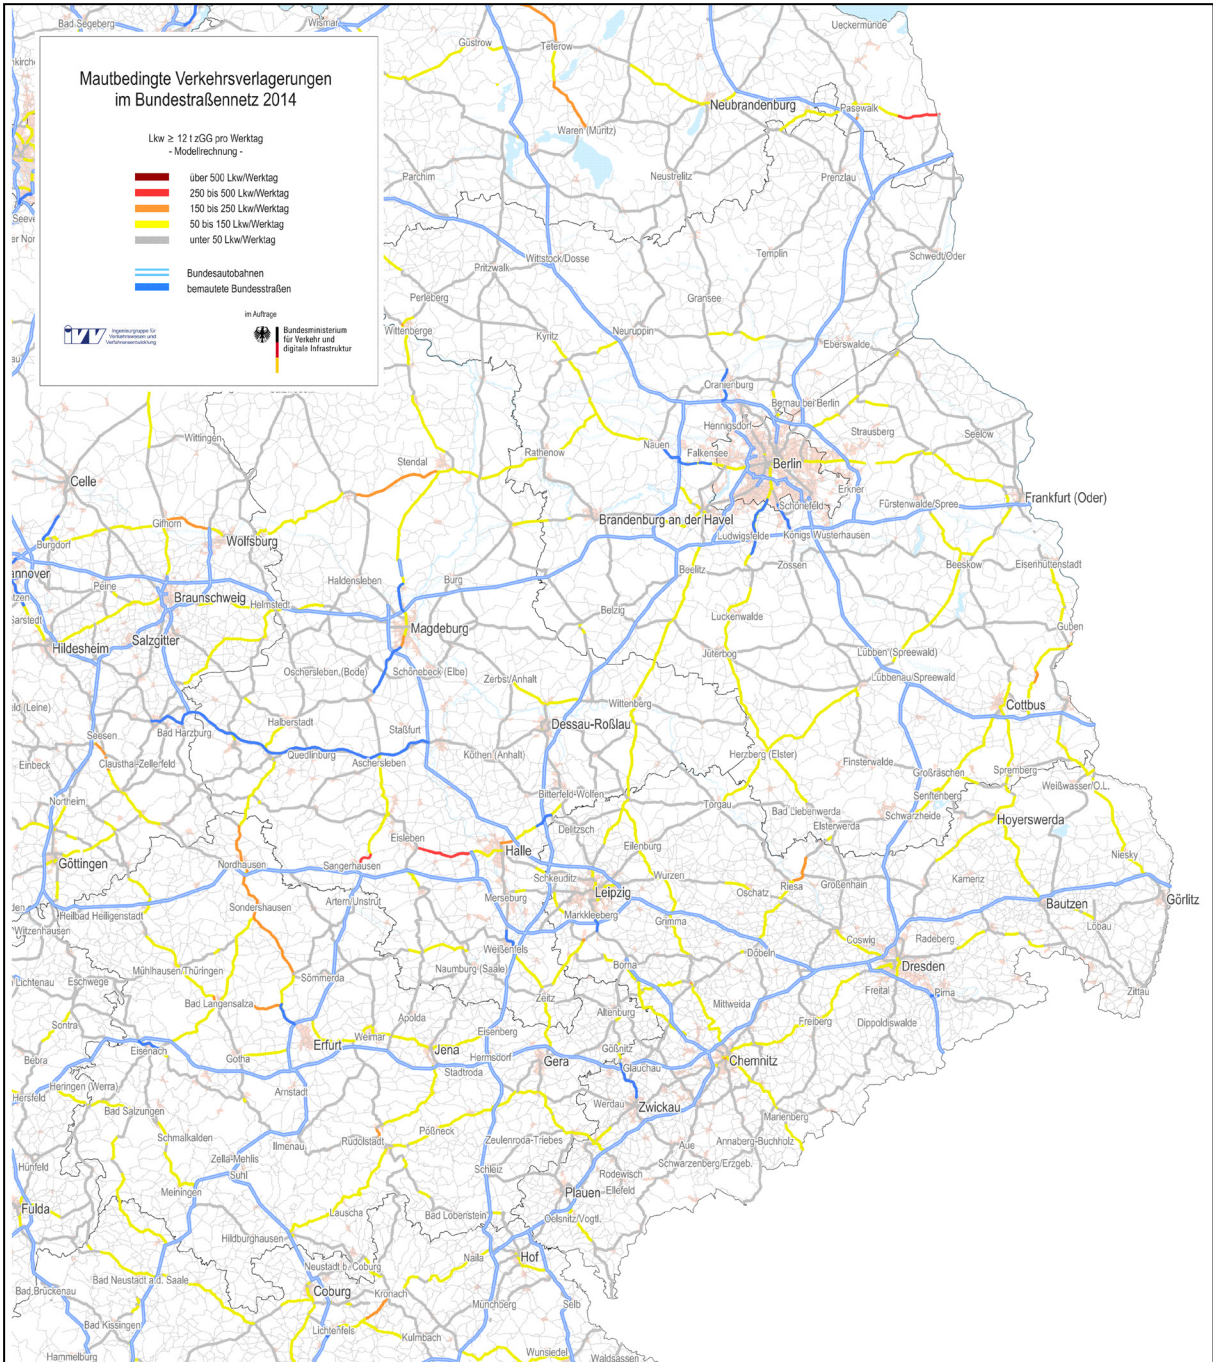 Mautbedingte Verkehrsverlagerungen
im Bundestraßennetz 2014
Lkw ≥ 12 t zGG pro Werktag
- Modellrechnung -
über 500 Lkw/Werktag
250 bis 500 Lkw/Werktag
150 bis 250 Lkw/Werktag
50 bis 150 Lkw/Werktag
unter 50 Lkw/Werktag
Bundesautobahnen
bemautete Bundesstraßen
im Auftrage
IVV
Ingenieurgruppe für
Verkehrswesen und
Verfahrensentwicklung
Bundesministerium
für Verkehr und
digitale Infrastruktur
Bad Segeberg
Wismar
Güstrow
Teterow
Ueckermünde
Neubrandenburg
Pasewalk
Waren (Müritz)
Parchim
Neustrelitz
Prenzlau
Wittstock/Dosse
Templin
Schwedt/Oder
Pritzwalk
Perleberg
Gransee
Wittenberge
Kyritz
Neuruppin
Eberswalde
Oranienburg
Bernau bei Berlin
Wittingen
Hennigsdorf
Strausberg
Seelow
Stendal
Rathenow
Nauen
Falkensee
Berlin
Celle
Erkner
Frankfurt (Oder)
Fürstenwalde/Spree
Schönefeld
Gifhorn
Brandenburg an der Havel
Ludwigsfelde
Königs Wusterhausen
Burgdorf
Wolfsburg
Zossen
Beeskow
Eisenhüttenstadt
annover
Peine
Haldensleben
Burg
Beelitz
Braunschweig
Helmstedt
Belzig
Luckenwalde
Guben
Magdeburg
Hildesheim
Salzgitter
Jüterbog
Lübben (Spreewald)
Oschersleben (Bode)
Schönebeck (Elbe)
Zerbst/Anhalt
Lübbenau/Spreewald
Wittenberg
Cottbus
Halberstadt
Staßfurt
Dessau-Roßlau
Seesen
Bad Harzburg
Quedlinburg
Aschersleben
Köthen (Anhalt)
Herzberg (Elster)
Finsterwalde
Einbeck
Clausthal-Zellerfeld
Großräschen
Spremberg
Weißwasser/O.L.
Northeim
Bitterfeld-Wolfen
Torgau
Bad Liebenwerda
Senftenberg
Elsterwerda
Schwarzheide
Hoyerswerda
Eisleben
Delitzsch
Eilenburg
Halle
Göttingen
Nordhausen
Sangerhausen
Niesky
Schkeuditz
Wurzen
Oschatz
Riesa
Großenhain
Kamenz
Sondershausen
Artern/Unstrut
Merseburg
Leipzig
Görlitz
Heilbad Heiligenstadt
Markkleeberg
Grimma
Bautzen
Witzenhausen
Weißenfels
Coswig
Radeberg
Löbau
Döbeln
Mühlhausen/Thüringen
Naumburg (Saale)
Borna
Dresden
Eschwege
Sömmerda
Zeitz
Mittweida
Freital
Pirna
Zittau
Bad Langensalza
Apolda
Altenburg
Sontra
Eisenberg
Freiberg
Dippoldiswalde
Eisenach
Erfurt
Weimar
Jena
Gößnitz
Bebra
Gotha
Hermsdorf
Gera
Glauchau
Chemnitz
Stadtroda
Heringen (Werra)
Arnstadt
Hersfeld
Werdau
Zwickau
Bad Salzungen
Marienberg
Schmalkalden
Pößneck
Ilmenau
Rudolstadt
Zeulenroda-Triebes
Aue
Annaberg-Buchholz
Zella-Mehlis
Suhl
Hünfeld
Schleiz
Rodewisch
Schwarzenberg/Erzgeb.
Meiningen
Plauen
Ellefeld
Fulda
Lauscha
Bad Lobenstein
Oelsnitz/Vogtl.
Hildburghausen
Neustadt b. Coburg
Naila
Hof
Bad Neustadt a.d. Saale
Bad Brückenau
Coburg
Kronach
Münchberg
Selb
Bad Kissingen
Lichtenfels
Kulmbach
Hammelburg
Wunsiedel
Waldsassen